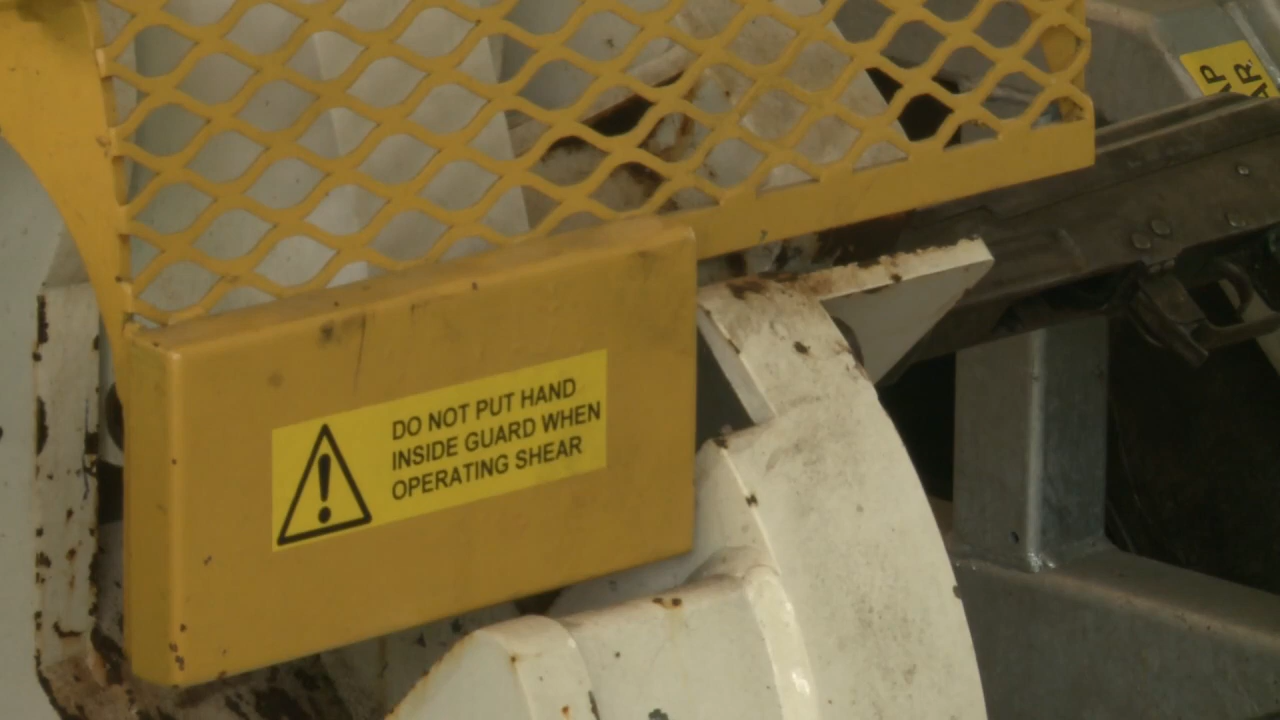 DO NOT PUT HAND
INSIDE GUARD WHEN
OPERATING SHEAR